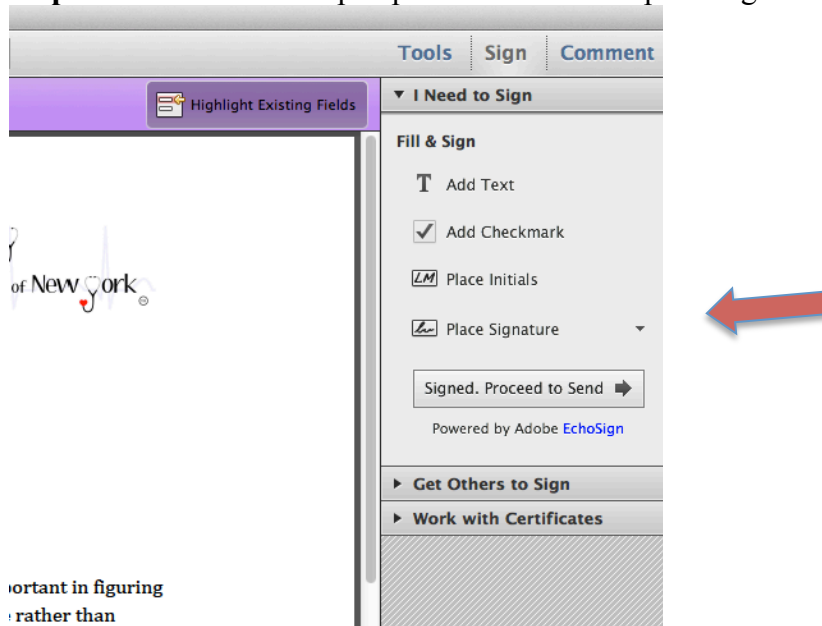 Tools Sign Comment
Highlight Existing Fields
I Need to Sign
Fill & Sign
T Add Text
Add Checkmark
LM Place Initials
Place Signature
Signed. Proceed to Send
Powered by Adobe EchoSign
Get Others to Sign
Work with Certificates
of New York
in figuring
rather than